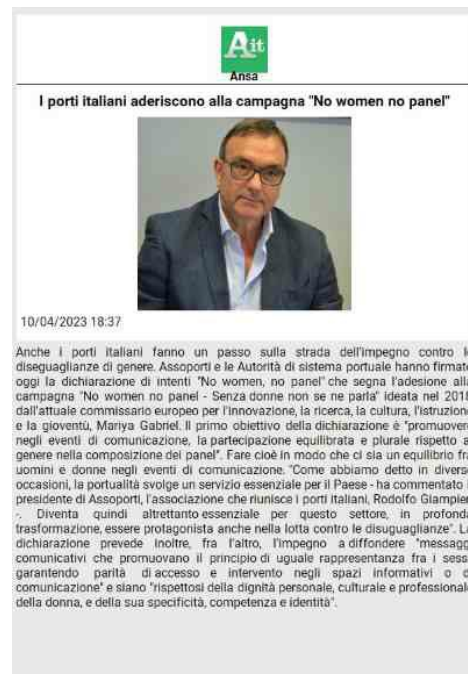 Ait
Ansa
I porti italiani aderiscono alla campagna "No women no panel"
10/04/2023 18:37
Anche i porti italiani fanno un passo sulla strada dell'impegno contro le
diseguaglianze di genere. Assoporti e le Autorità di sistema portuale hanno firmato
oggi la dichiarazione di intenti "No women, no panel" che segna l'adesione alla
campagna "No women no panel - Senza donne non se ne parla" ideata nel 2018
dall'attuale commissario europeo per l'innovazione, la ricerca, la cultura, l'istruzione
e la gioventù, Mariya Gabriel. Il primo obiettivo della dichiarazione è "promuovere
negli eventi di comunicazione, la partecipazione equilibrata e plurale rispetto al
genere nella composizione dei panel". Fare cioè in modo che ci sia un equilibrio fra
uomini e donne negli eventi di comunicazione. "Come abbiamo detto in diverse
occasioni, la portualità svolge un servizio essenziale per il Paese - ha commentato il
presidente di Assoporti, l'associazione che riunisce i porti italiani, Rodolfo Giampieri
-. Diventa quindi altrettanto essenziale per questo settore, in profonda
trasformazione, essere protagonista anche nella lotta contro le disuguaglianze". La
dichiarazione prevede inoltre, fra l'altro, l'impegno a diffondere "messaggi
comunicativi che promuovano il principio di uguale rappresentanza fra i sessi
garantendo parità di accesso e intervento negli spazi informativi o di
comunicazione" e siano "rispettosi della dignità personale, culturale e professionale
della donna, e della sua specificità, competenza e identità".